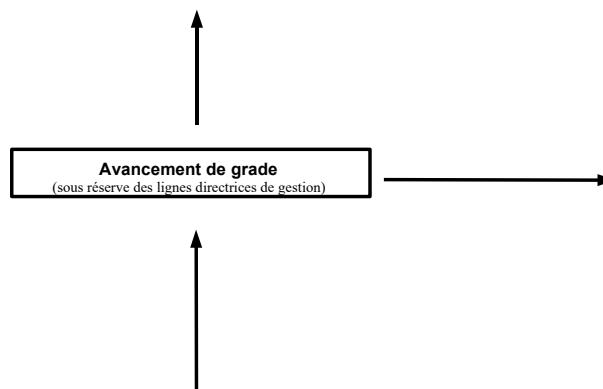 Avancement de grade
(sous réserve des lignes directrices de gestion)